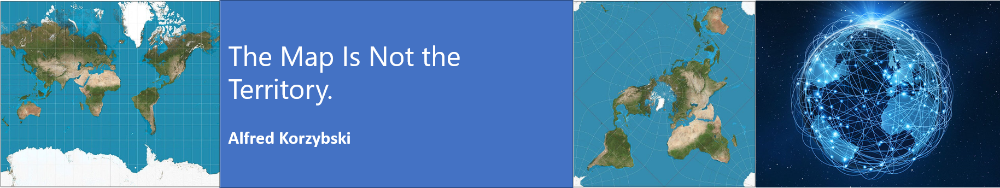 The Map Is Not the
Territory.
Alfred Korzybski